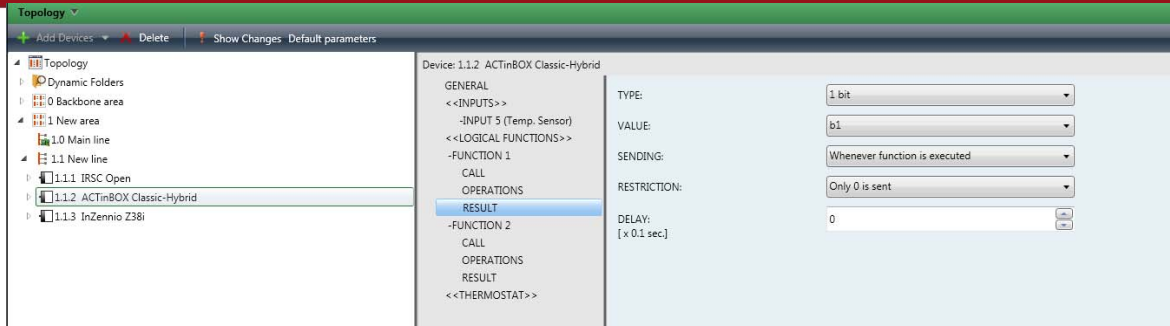 Topology
Add Devices Delete Show Changes Default parameters
Topology
Dynamic Folders
0 Backbone area
1 New area
1.0 Main line
1.1 New line
1.1.1 IRSC Open
1.1.2 ACTinBOX Classic-Hybrid
1.1.3 InZennio Z38i
Device: 1.1.2 ACTinBOX Classic-Hybrid
GENERAL
<<INPUTS>>
-INPUT 5 (Temp. Sensor)
<<LOGICAL FUNCTIONS>>
-FUNCTION 1
CALL
OPERATIONS
RESULT
-FUNCTION 2
CALL
OPERATIONS
RESULT
<<THERMOSTAT>>
TYPE: 1 bit
VALUE: b1
SENDING: Whenever function is executed
RESTRICTION: Only 0 is sent
DELAY: 0
[ x 0.1 sec.]